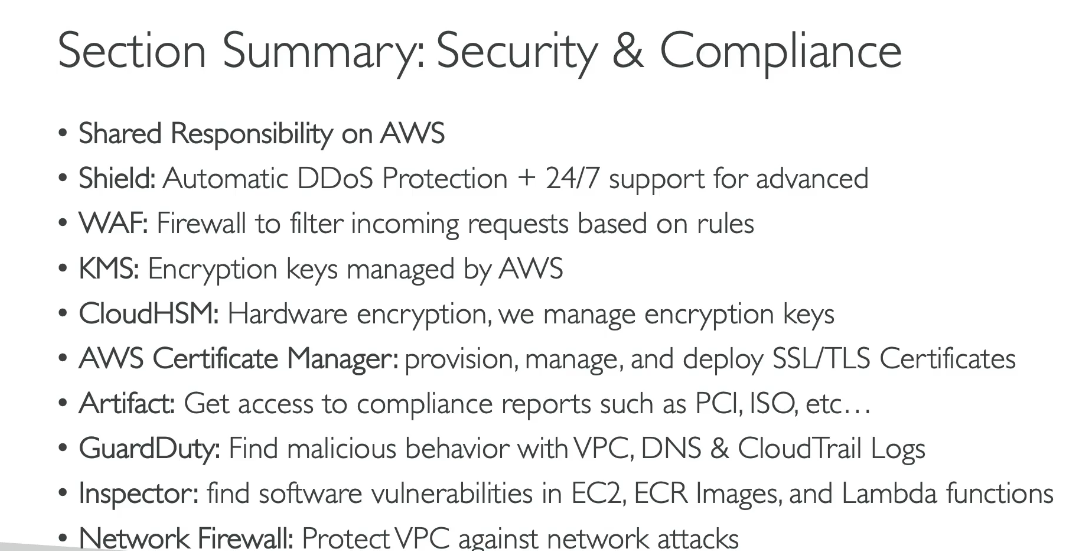 Section Summary: Security & Compliance
• Shared Responsibility on AWS
• Shield: Automatic DDoS Protection + 24/7 support for advanced
• WAF: Firewall to filter incoming requests based on rules
• KMS: Encryption keys managed by AWS
• CloudHSM: Hardware encryption, we manage encryption keys
• AWS Certificate Manager: provision, manage, and deploy SSL/TLS Certificates
• Artifact: Get access to compliance reports such as PCI, ISO, etc…
• GuardDuty: Find malicious behavior with VPC, DNS & CloudTrail Logs
• Inspector: find software vulnerabilities in EC2, ECR Images, and Lambda functions
• Network Firewall: Protect VPC against network attacks